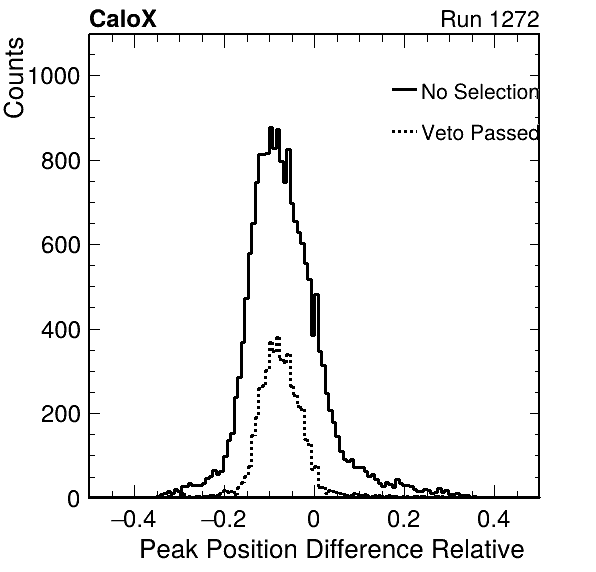 CaloX Run 1272
Counts
1000
800
600
400
200
0
No Selection
Veto Passed
−0.4 −0.2 0 0.2 0.4
Peak Position Difference Relative